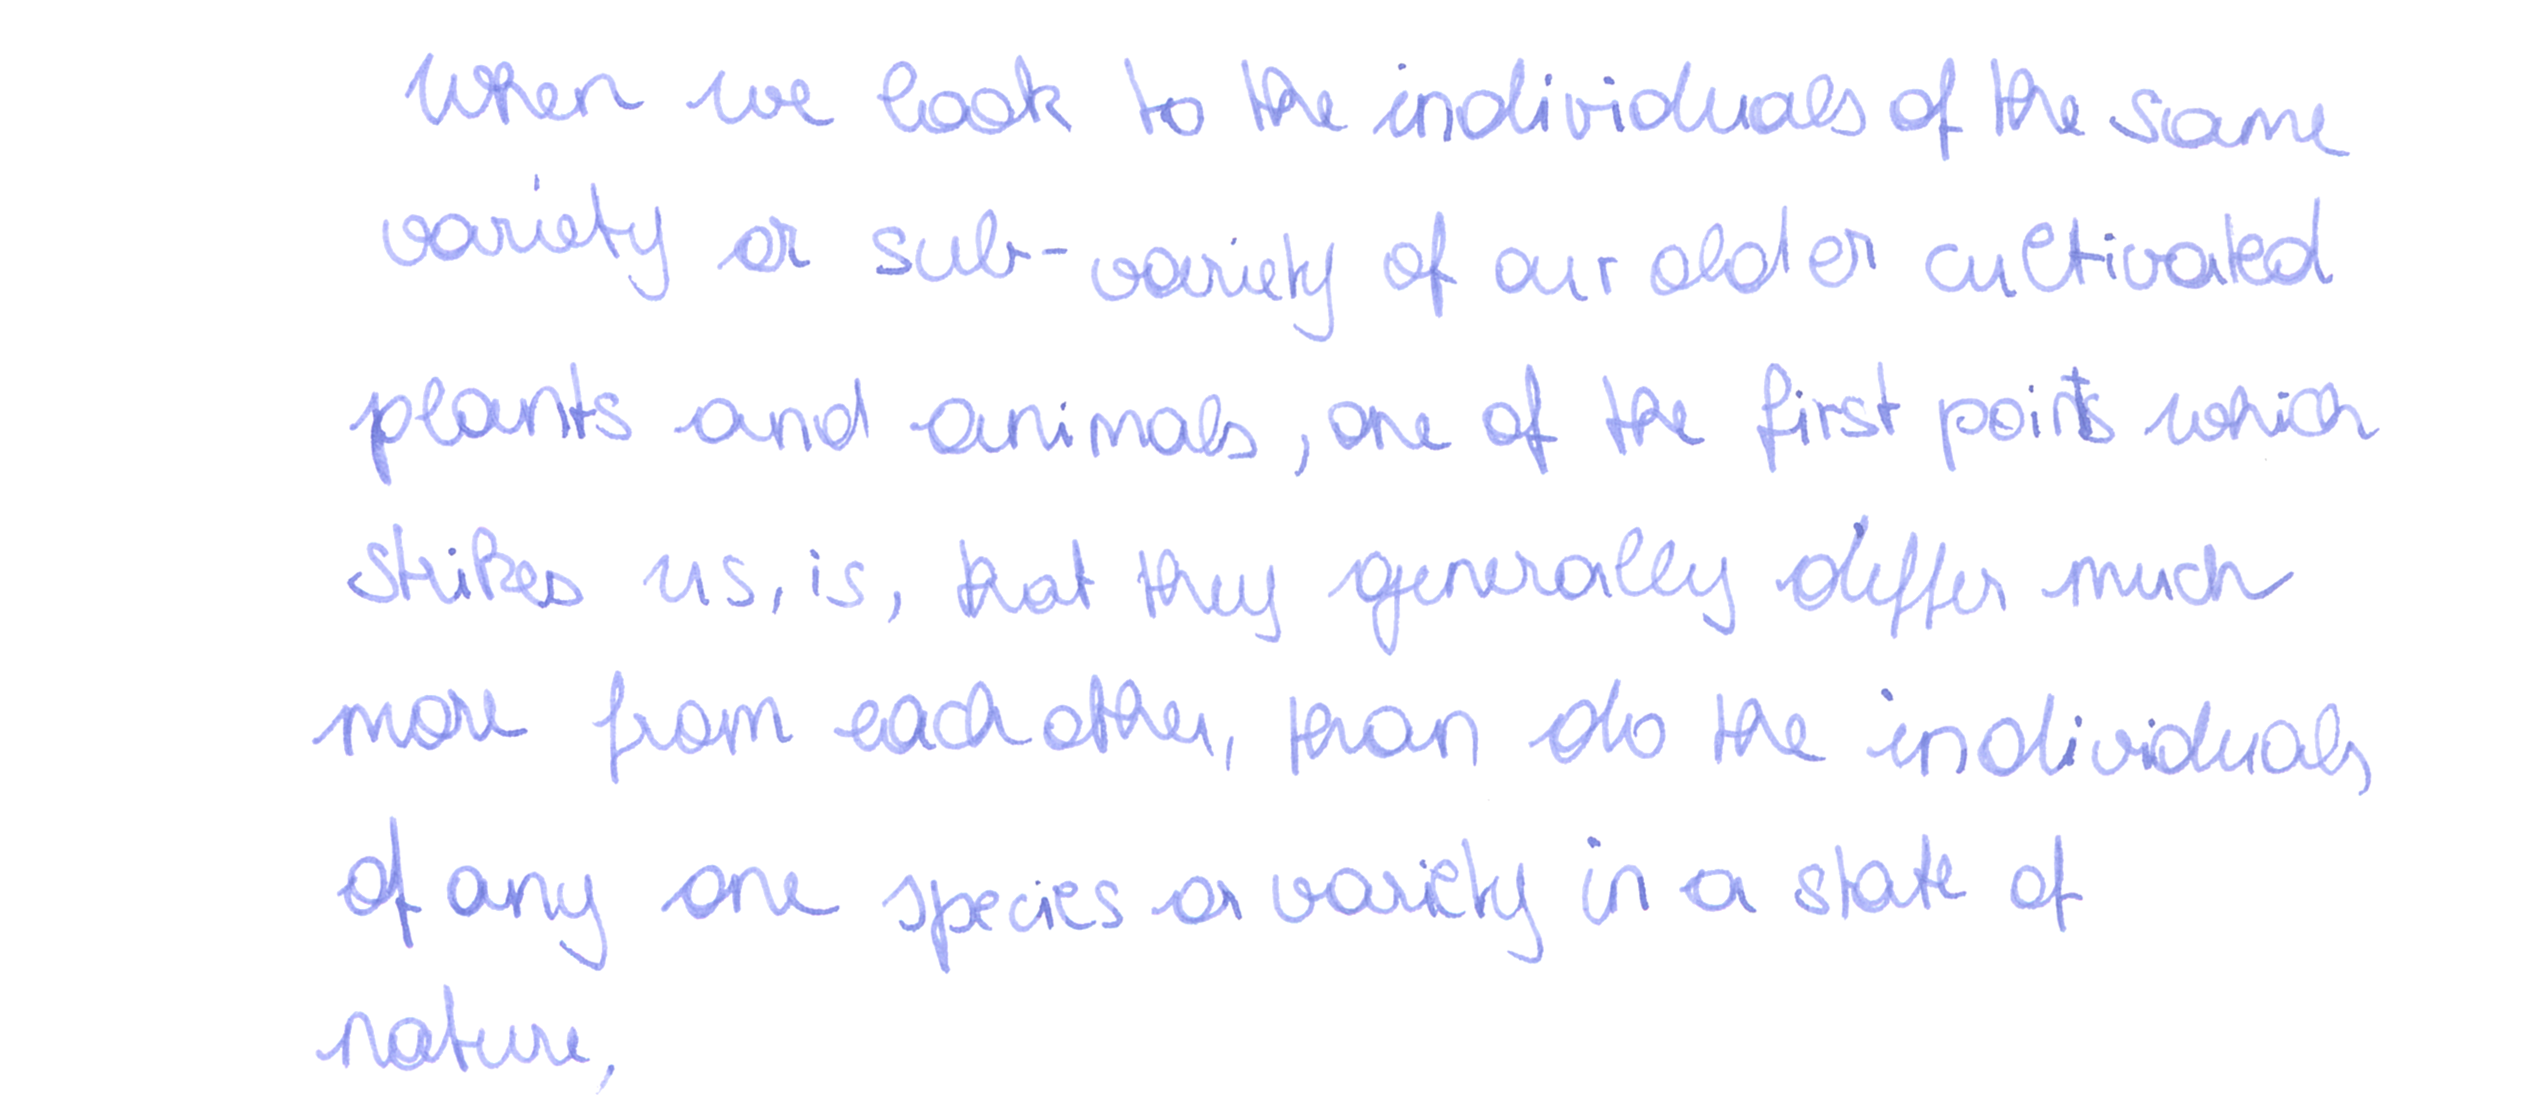 When we look to the individuals of the same
variety or sub-variety of our older cultivated
plants and animals, one of the first points which
strikes us, is, that they generally differ much
more from each other, than do the individuals
of any one species or variety in a state of
nature,